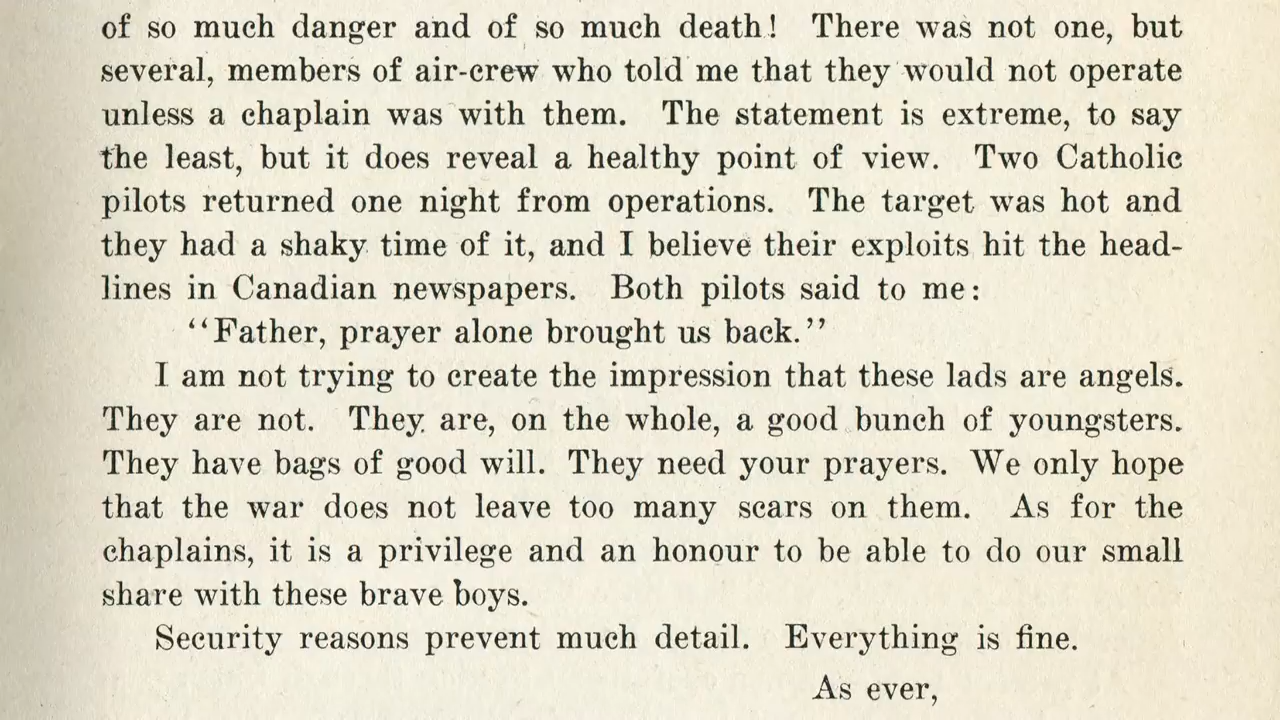 of so much danger and of so much death! There was not one, but
several, members of air-crew who told me that they would not operate
unless a chaplain was with them. The statement is extreme, to say
the least, but it does reveal a healthy point of view. Two Catholic
pilots returned one night from operations. The target was hot and
they had a shaky time of it, and I believe their exploits hit the head-
lines in Canadian newspapers. Both pilots said to me:
‘‘Father, prayer alone brought us back.’’
I am not trying to create the impression that these lads are angels.
They are not. They are, on the whole, a good bunch of youngsters.
They have bags of good will. They need your prayers. We only hope
that the war does not leave too many scars on them. As for the
chaplains, it is a privilege and an honour to be able to do our small
share with these brave boys.
Security reasons prevent much detail. Everything is fine.
As ever,